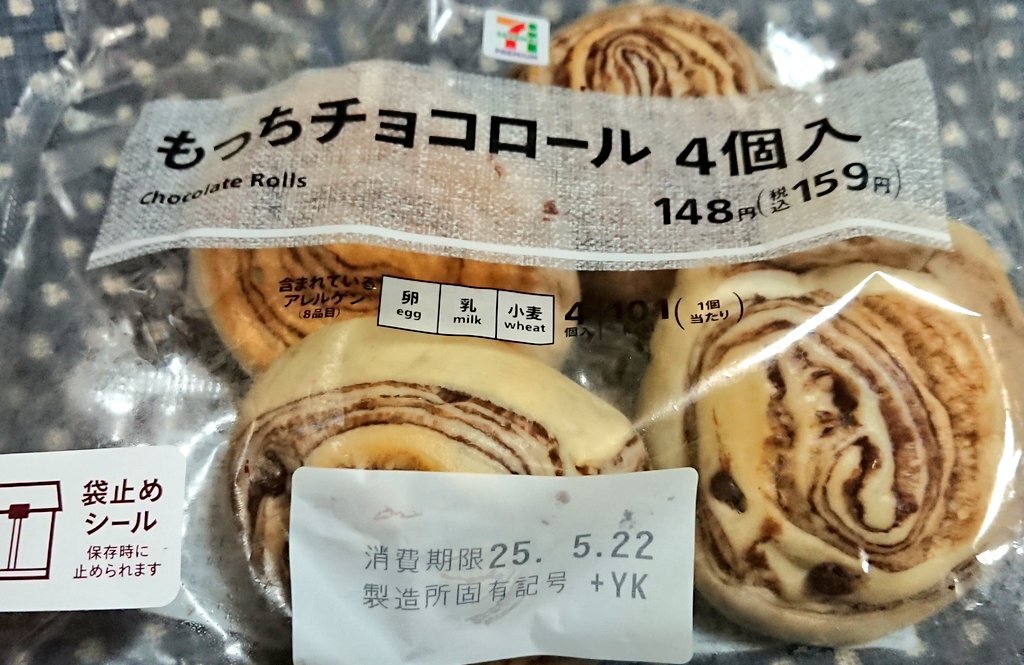 もっちチョコロール 4個入
Chocolate Rolls
148円(税込159円)
含まれている
アレルゲン
(8品目)
卵
egg
乳
milk
小麦
wheat
4
個入
(1個
当たり)
袋止め
シール
保存時に
止められます
消費期限25. 5.22
製造所固有記号 +YK